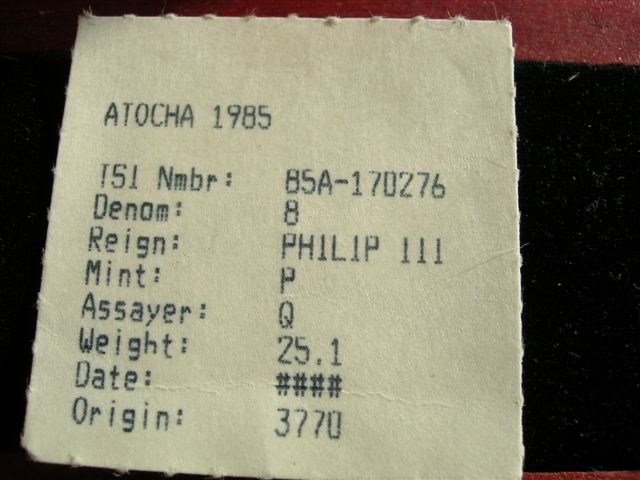 ATOCHA 1985
TSI Nmbr: 85A-170276
Denom: 8
Reign: PHILIP III
Mint: P
Assayer: Q
Weight: 25.1
Date: ####
Origin: 3770